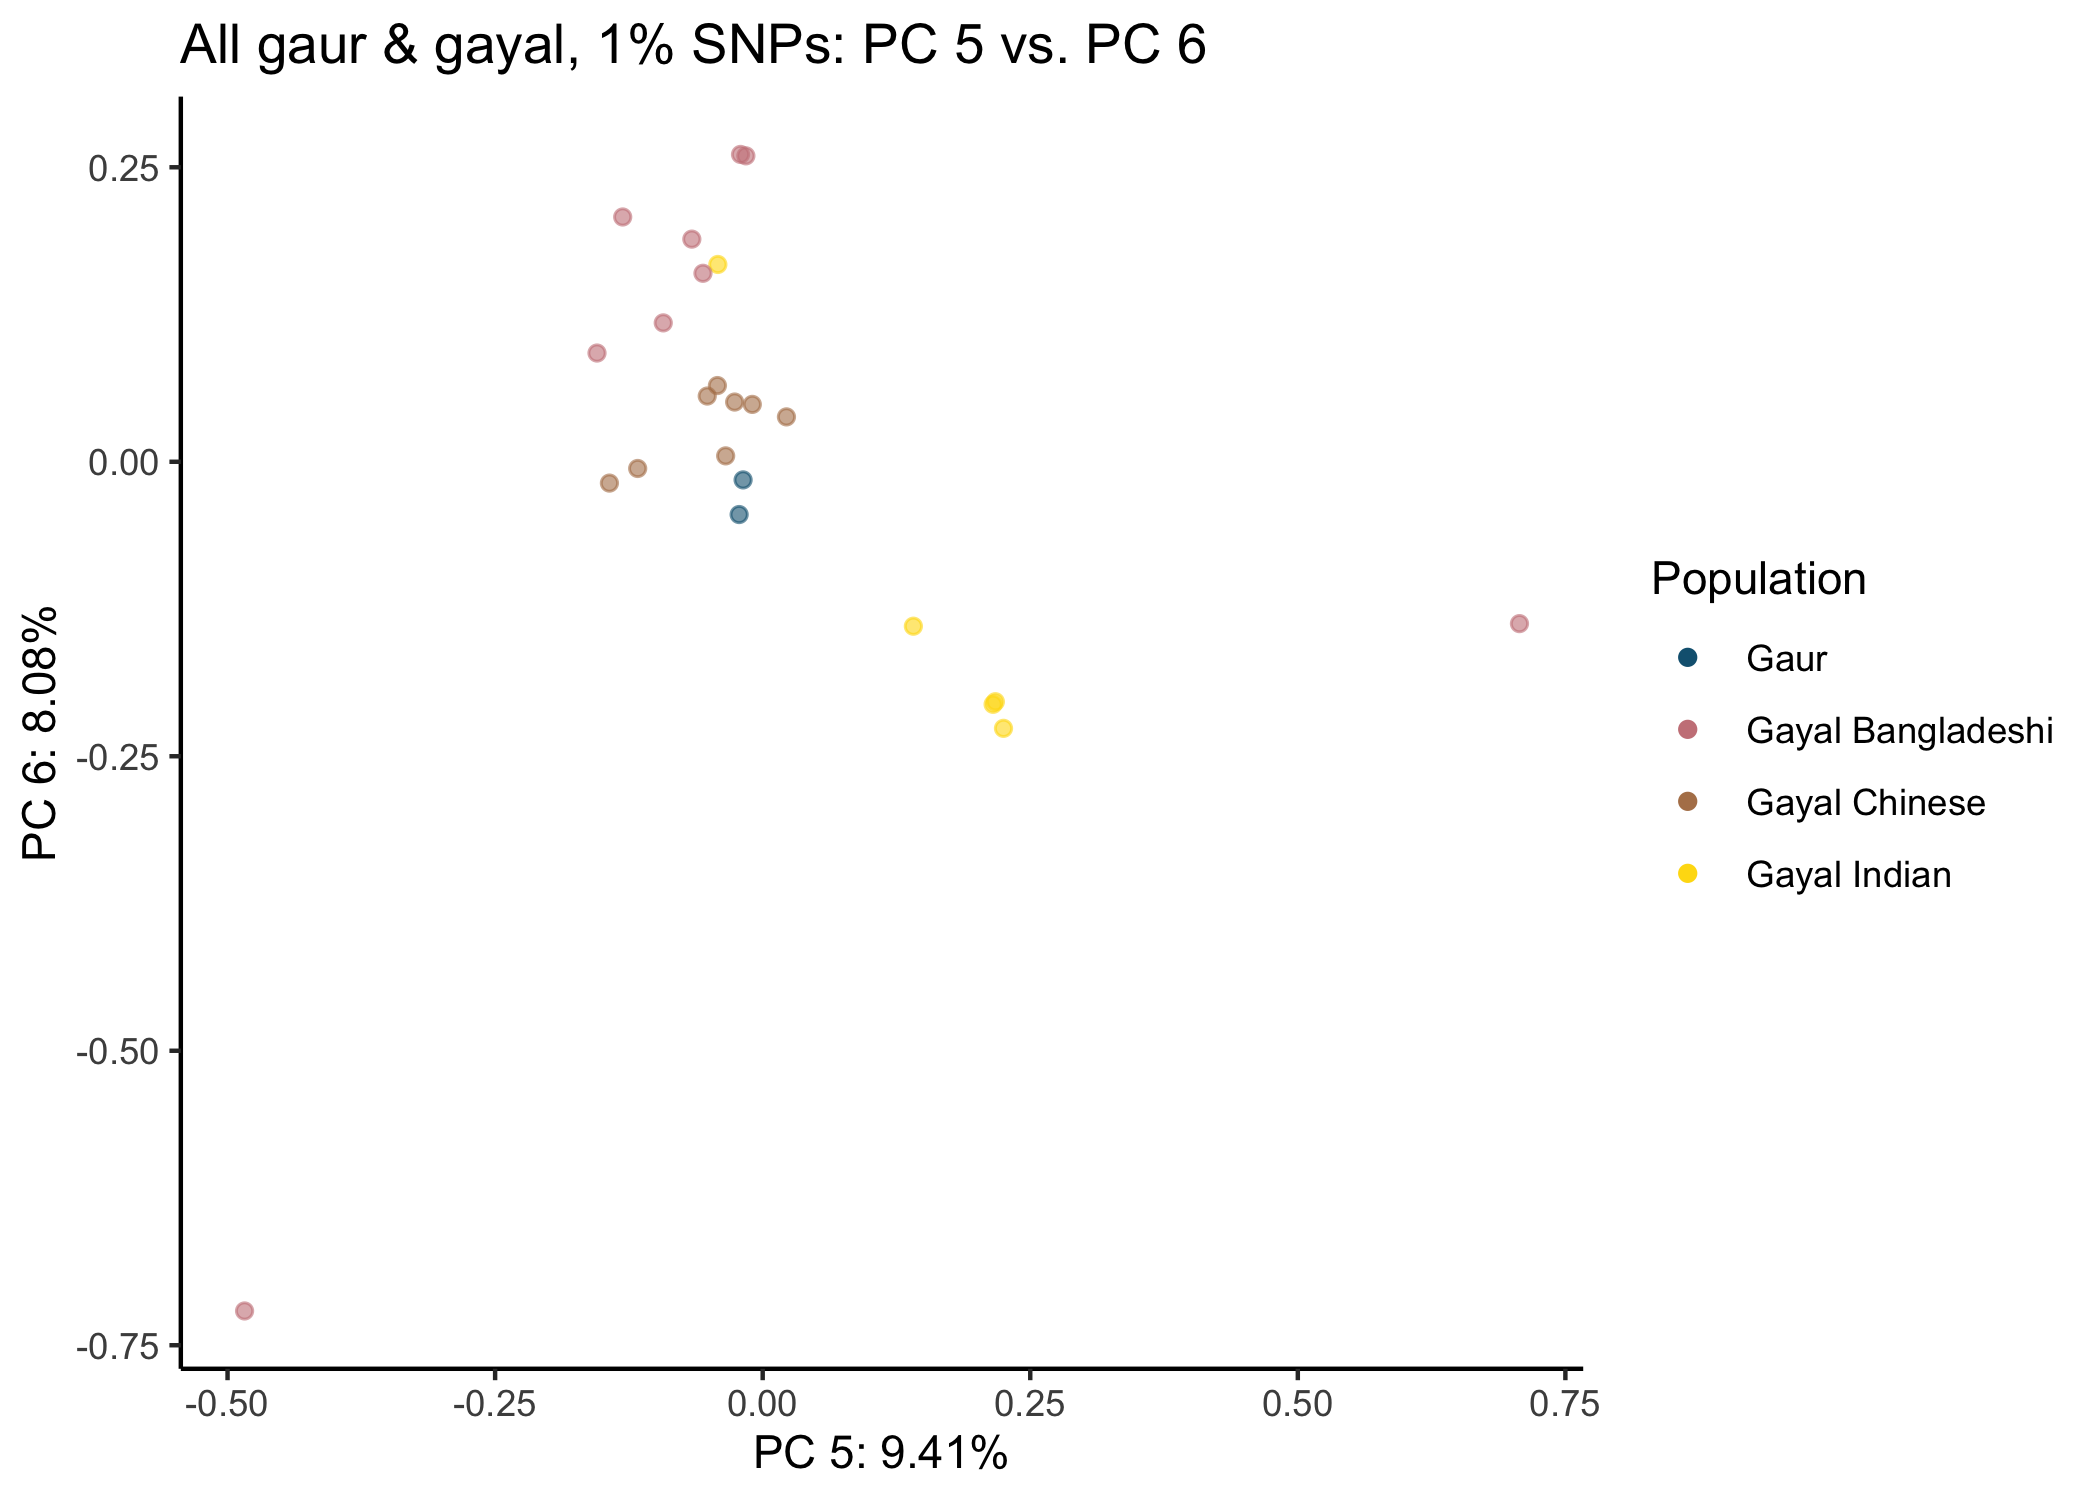 All gaur & gayal, 1% SNPs: PC 5 vs. PC 6
0.25
0.00
-0.25
-0.50
-0.75
PC 6: 8.08%
-0.50 -0.25 0.00 0.25 0.50 0.75
PC 5: 9.41%
Population
Gaur
Gayal Bangladeshi
Gayal Chinese
Gayal Indian